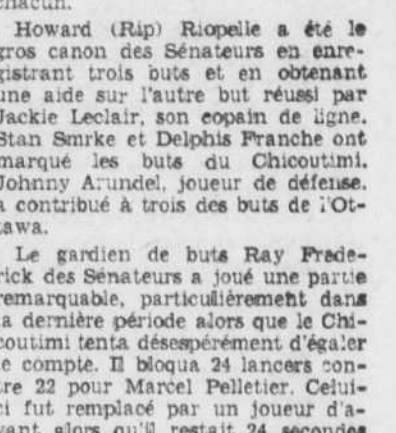 chacun.
Howard (Rip) Riopelle a été le
gros canon des Sénateurs en enre-
gistrant trois buts et en obtenant
une aide sur l'autre but réussi par
Jackie Leclair, son copain de ligne.
Stan Smrke et Delphis Franche ont
marqué les buts du Chicoutimi.
Johnny Arundel, joueur de défense,
a contribué à trois des buts de l'Ot-
tawa.
Le gardien de buts Ray Frede-
rick des Sénateurs a joué une partie
remarquable, particulièrement dans
la dernière période alors que le Chi-
coutimi tenta désespérément d'égaler
le compte. Il bloqua 24 lancers con-
tre 22 pour Marcel Pelletier. Celui-
ci fut remplacé par un joueur d'a-
vant alors qu'il restait 24 secondes